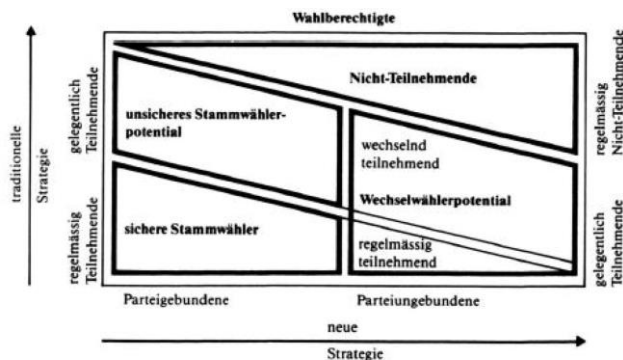 Wahlberechtigte
Nicht-Teilnehmende
unsicheres Stammwähler-
potential
wechselnd
teilnehmend
Wechselwählerpotential
sichere Stammwähler
regelmässig
teilnehmend
traditionelle
Strategie
gelegentlich
Teilnehmende
regelmässig
Teilnehmende
regelmässig
Nicht-Teilnehmende
gelegentlich
Teilnehmende
Parteigebundene
Parteiungebundene
neue
Strategie